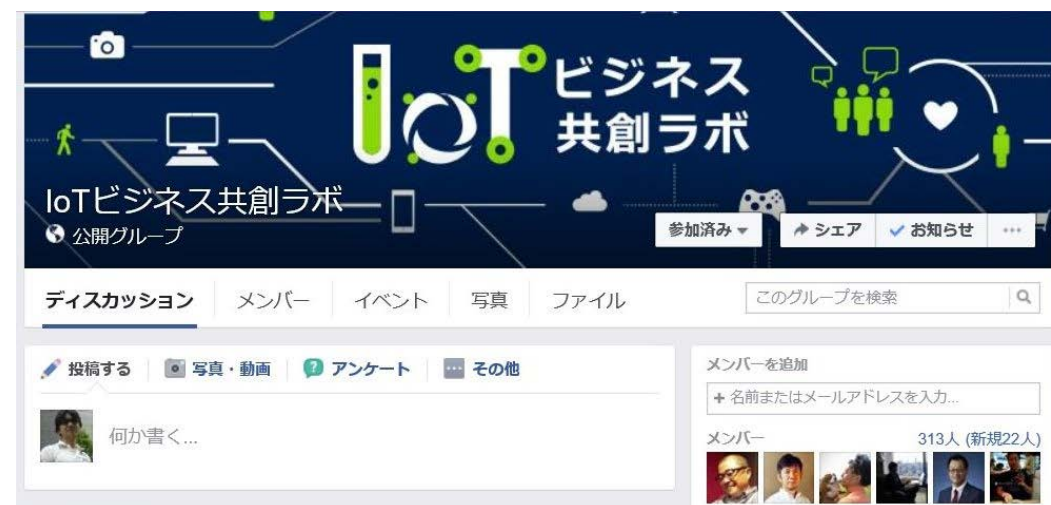 IoTビジネス
共創ラボ
IoTビジネス共創ラボ
公開グループ
参加済み
シェア
お知らせ
ディスカッション メンバー イベント 写真 ファイル
このグループを検索
投稿する 写真・動画 アンケート その他
何か書く...
メンバーを追加
+ 名前またはメールアドレスを入力...
メンバー 313人 (新規22人)